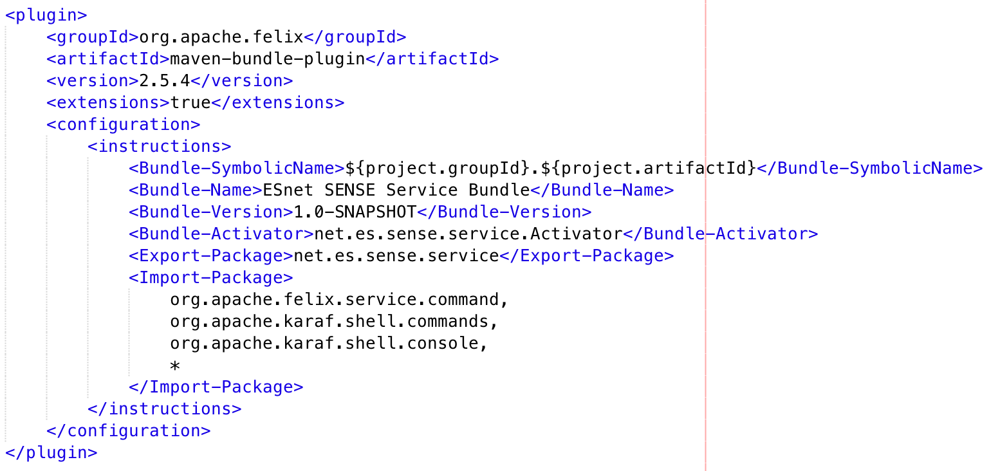 <plugin>
    <groupId>org.apache.felix</groupId>
    <artifactId>maven-bundle-plugin</artifactId>
    <version>2.5.4</version>
    <extensions>true</extensions>
    <configuration>
        <instructions>
            <Bundle-SymbolicName>${project.groupId}.${project.artifactId}</Bundle-SymbolicName>
            <Bundle-Name>ESnet SENSE Service Bundle</Bundle-Name>
            <Bundle-Version>1.0-SNAPSHOT</Bundle-Version>
            <Bundle-Activator>net.es.sense.service.Activator</Bundle-Activator>
            <Export-Package>net.es.sense.service</Export-Package>
            <Import-Package>
                org.apache.felix.service.command,
                org.apache.karaf.shell.commands,
                org.apache.karaf.shell.console,
                *
            </Import-Package>
        </instructions>
    </configuration>
</plugin>